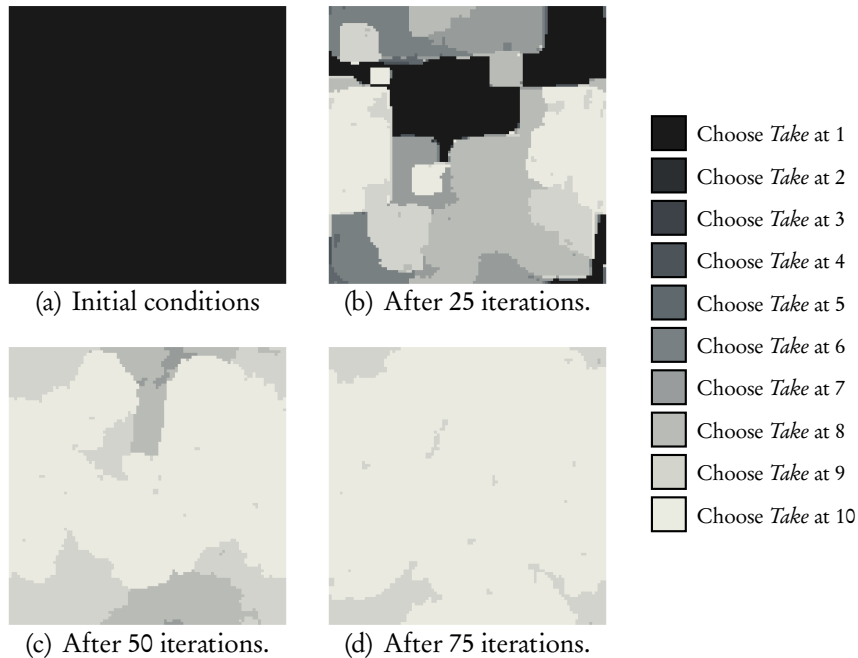 (a) Initial conditions
(b) After 25 iterations.
(c) After 50 iterations.
(d) After 75 iterations.
Choose Take at 1
Choose Take at 2
Choose Take at 3
Choose Take at 4
Choose Take at 5
Choose Take at 6
Choose Take at 7
Choose Take at 8
Choose Take at 9
Choose Take at 10